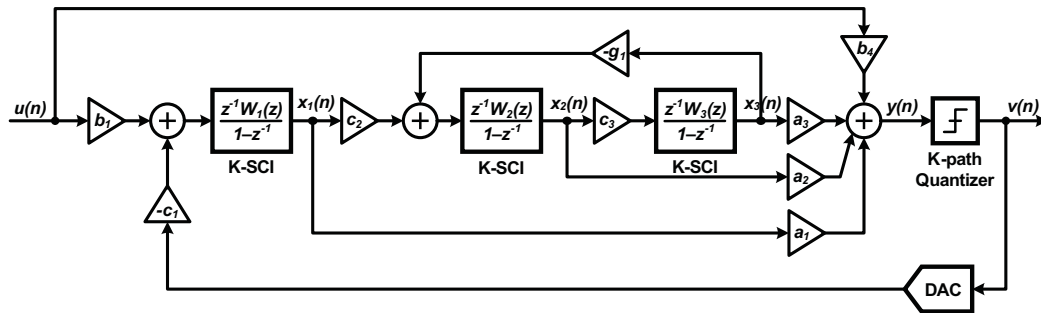 b₄
-g₁
u(n)
b₁
z⁻¹W₁(z)
1–z⁻¹
K-SCI
x₁(n)
c₂
z⁻¹W₂(z)
1–z⁻¹
K-SCI
x₂(n)
c₃
z⁻¹W₃(z)
1–z⁻¹
K-SCI
x₃(n)
a₃
y(n)
v(n)
K-path
Quantizer
a₂
-c₁
a₁
DAC